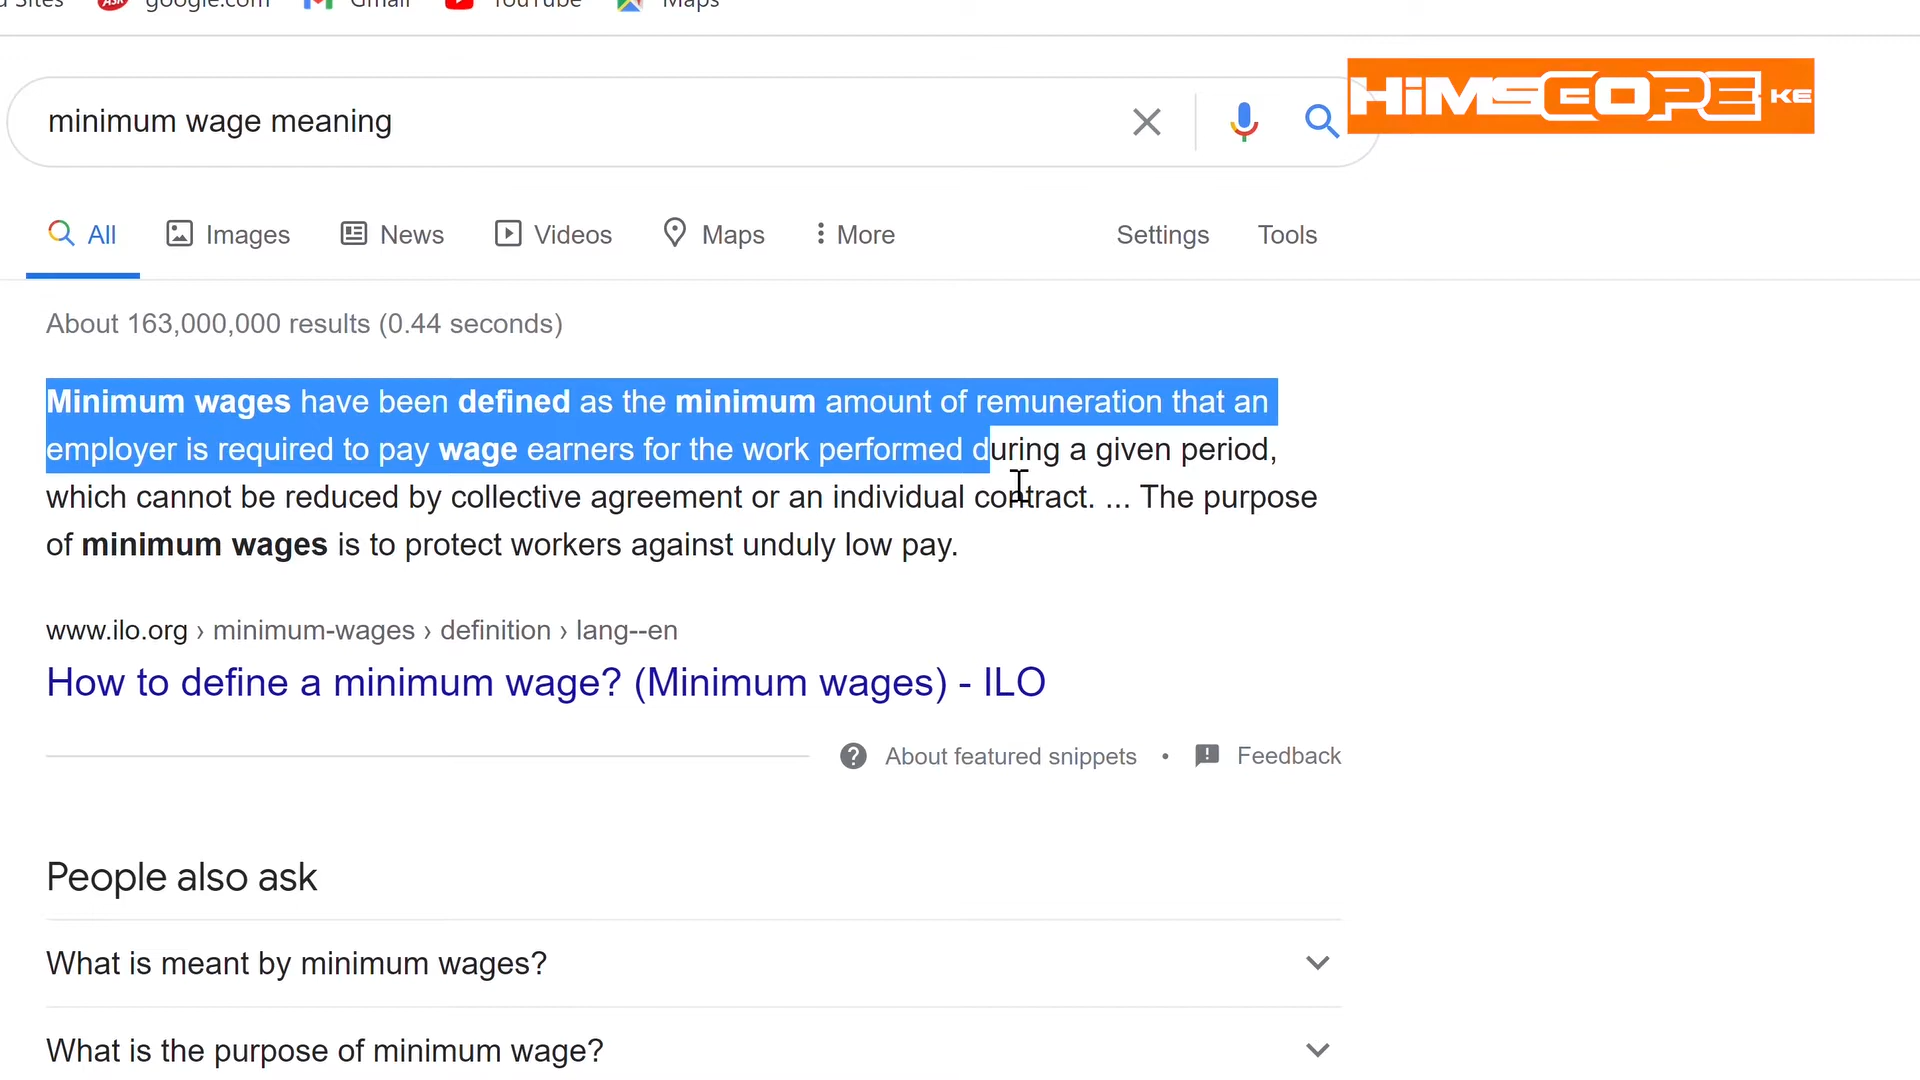 google.com
Gmail
YouTube
Maps
HiMSCOPE KE
minimum wage meaning
All
Images
News
Videos
Maps
More
Settings
Tools
About 163,000,000 results (0.44 seconds)
Minimum wages have been defined as the minimum amount of remuneration that an
employer is required to pay wage earners for the work performed during a given period,
which cannot be reduced by collective agreement or an individual contract. ... The purpose
of minimum wages is to protect workers against unduly low pay.
www.ilo.org › minimum-wages › definition › lang--en
How to define a minimum wage? (Minimum wages) - ILO
About featured snippets • Feedback
People also ask
What is meant by minimum wages?
What is the purpose of minimum wage?